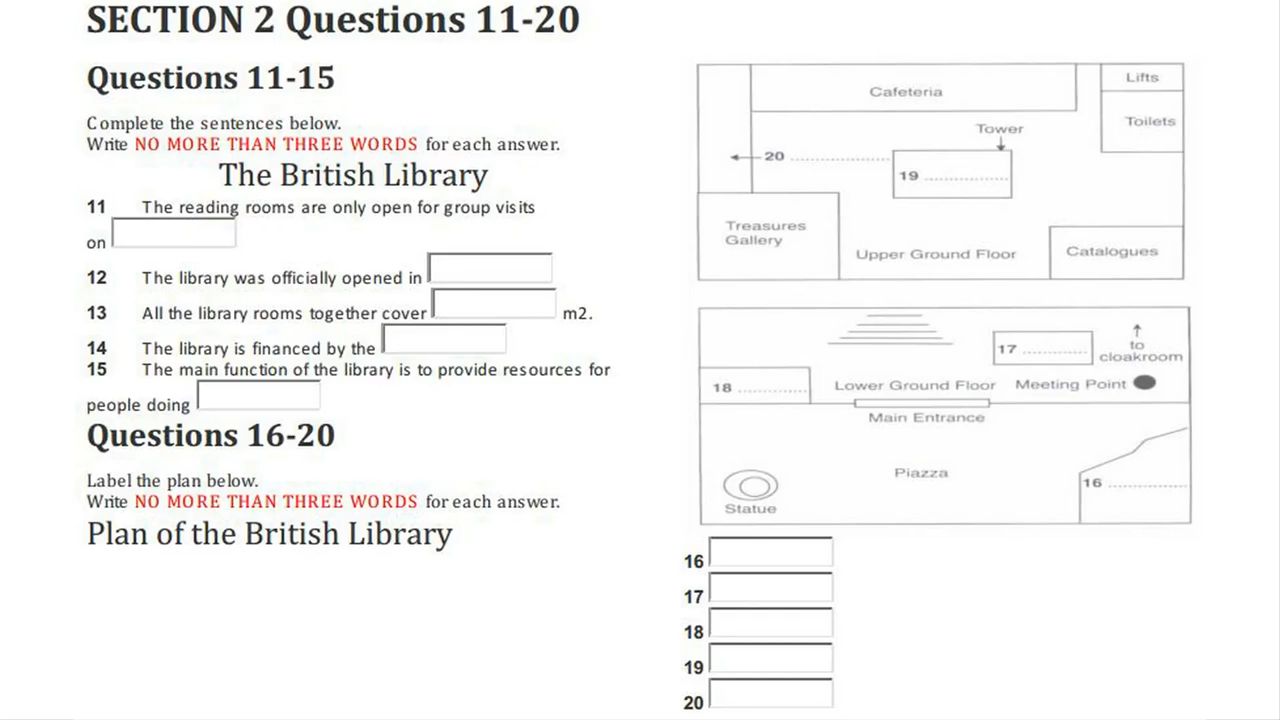 SECTION 2 Questions 11-20
Questions 11-15
Complete the sentences below.
Write NO MORE THAN THREE WORDS for each answer.
The British Library
11 The reading rooms are only open for group visits
on
12 The library was officially opened in
13 All the library rooms together cover m2.
14 The library is financed by the
15 The main function of the library is to provide resources for
people doing
Questions 16-20
Label the plan below.
Write NO MORE THAN THREE WORDS for each answer.
Plan of the British Library
Cafeteria
Lifts
Toilets
Tower
20 ....................
19 ................
Treasures
Gallery
Upper Ground Floor
Catalogues
17 ............
to
cloakroom
18 .............
Lower Ground Floor
Meeting Point
Main Entrance
Piazza
Statue
16 ...............
16
17
18
19
20